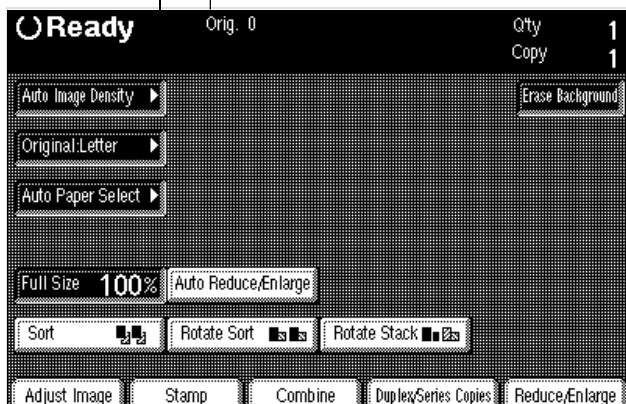 Ready Orig. 0 Q'ty 1
Copy 1
Auto Image Density Erase Background
Original:Letter
Auto Paper Select
Full Size 100% Auto Reduce/Enlarge
Sort Rotate Sort Rotate Stack
Adjust Image Stamp Combine Duplex/Series Copies Reduce/Enlarge